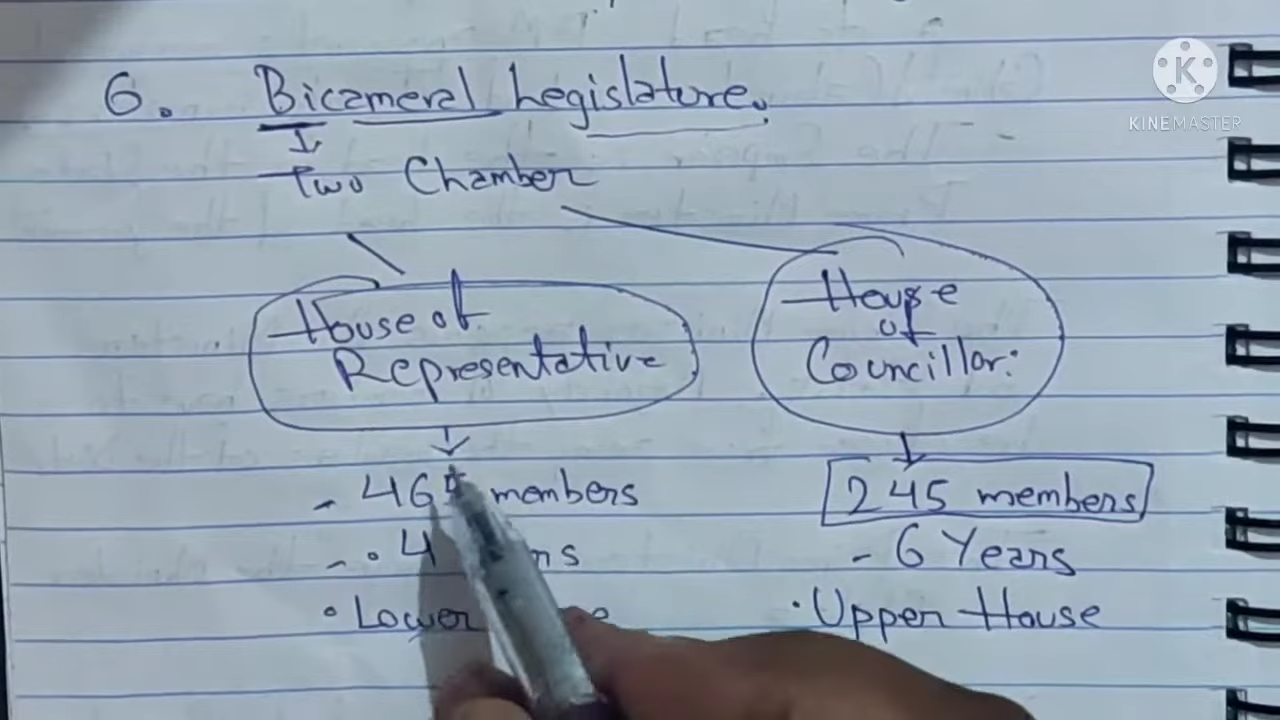 6. Bicameral Legislature.
Two Chamber
House of
Representative
House
of
Councillor:
- 465 members
245 members
- . 4
- 6 Years
• Lower
• Upper House
KINEMASTER